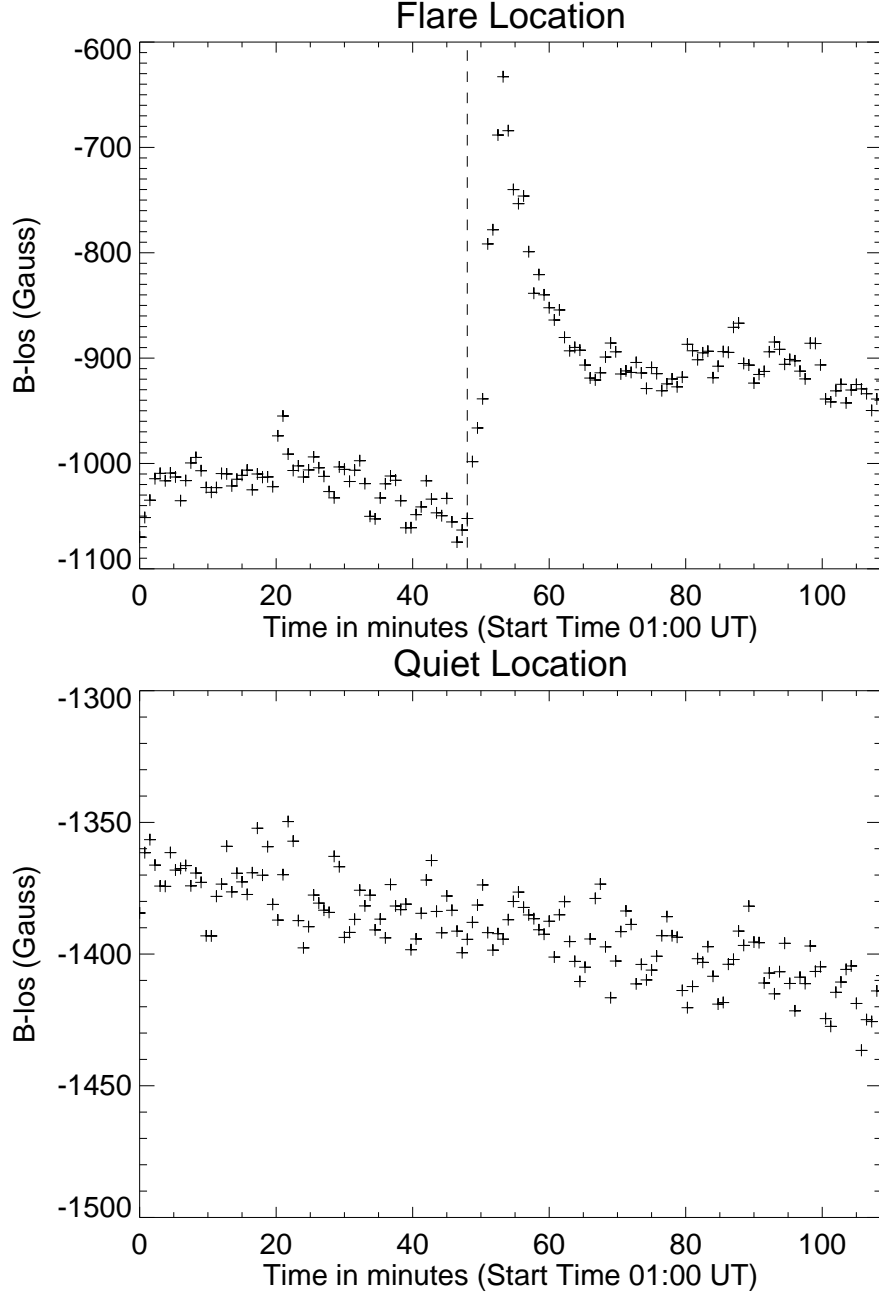 Flare Location
-600
-700
-800
-900
-1000
-1100
B-los (Gauss)
0 20 40 60 80 100
Time in minutes (Start Time 01:00 UT)
Quiet Location
-1300
-1350
-1400
-1450
-1500
B-los (Gauss)
0 20 40 60 80 100
Time in minutes (Start Time 01:00 UT)